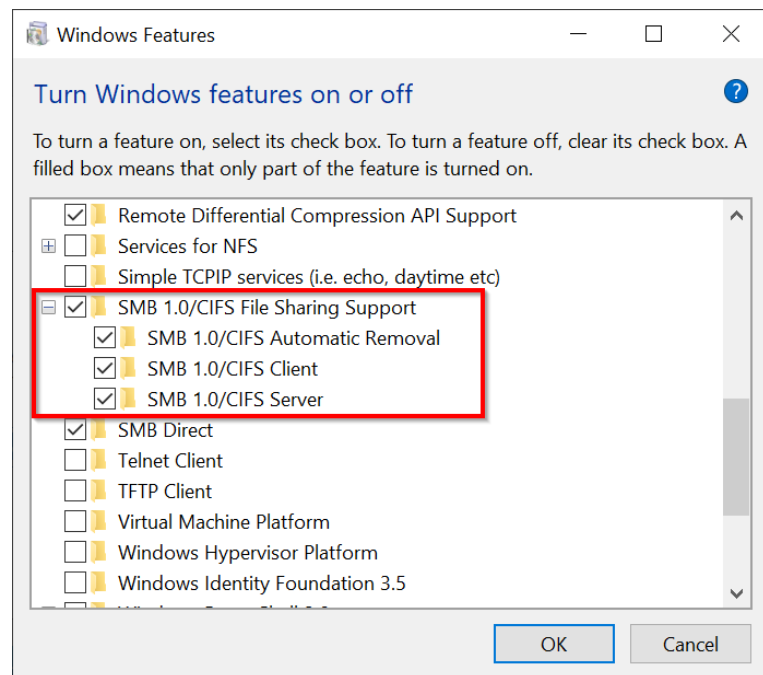 Windows Features
Turn Windows features on or off
?
To turn a feature on, select its check box. To turn a feature off, clear its check box. A
filled box means that only part of the feature is turned on.
Remote Differential Compression API Support
Services for NFS
Simple TCPIP services (i.e. echo, daytime etc)
SMB 1.0/CIFS File Sharing Support
SMB 1.0/CIFS Automatic Removal
SMB 1.0/CIFS Client
SMB 1.0/CIFS Server
SMB Direct
Telnet Client
TFTP Client
Virtual Machine Platform
Windows Hypervisor Platform
Windows Identity Foundation 3.5
OK
Cancel